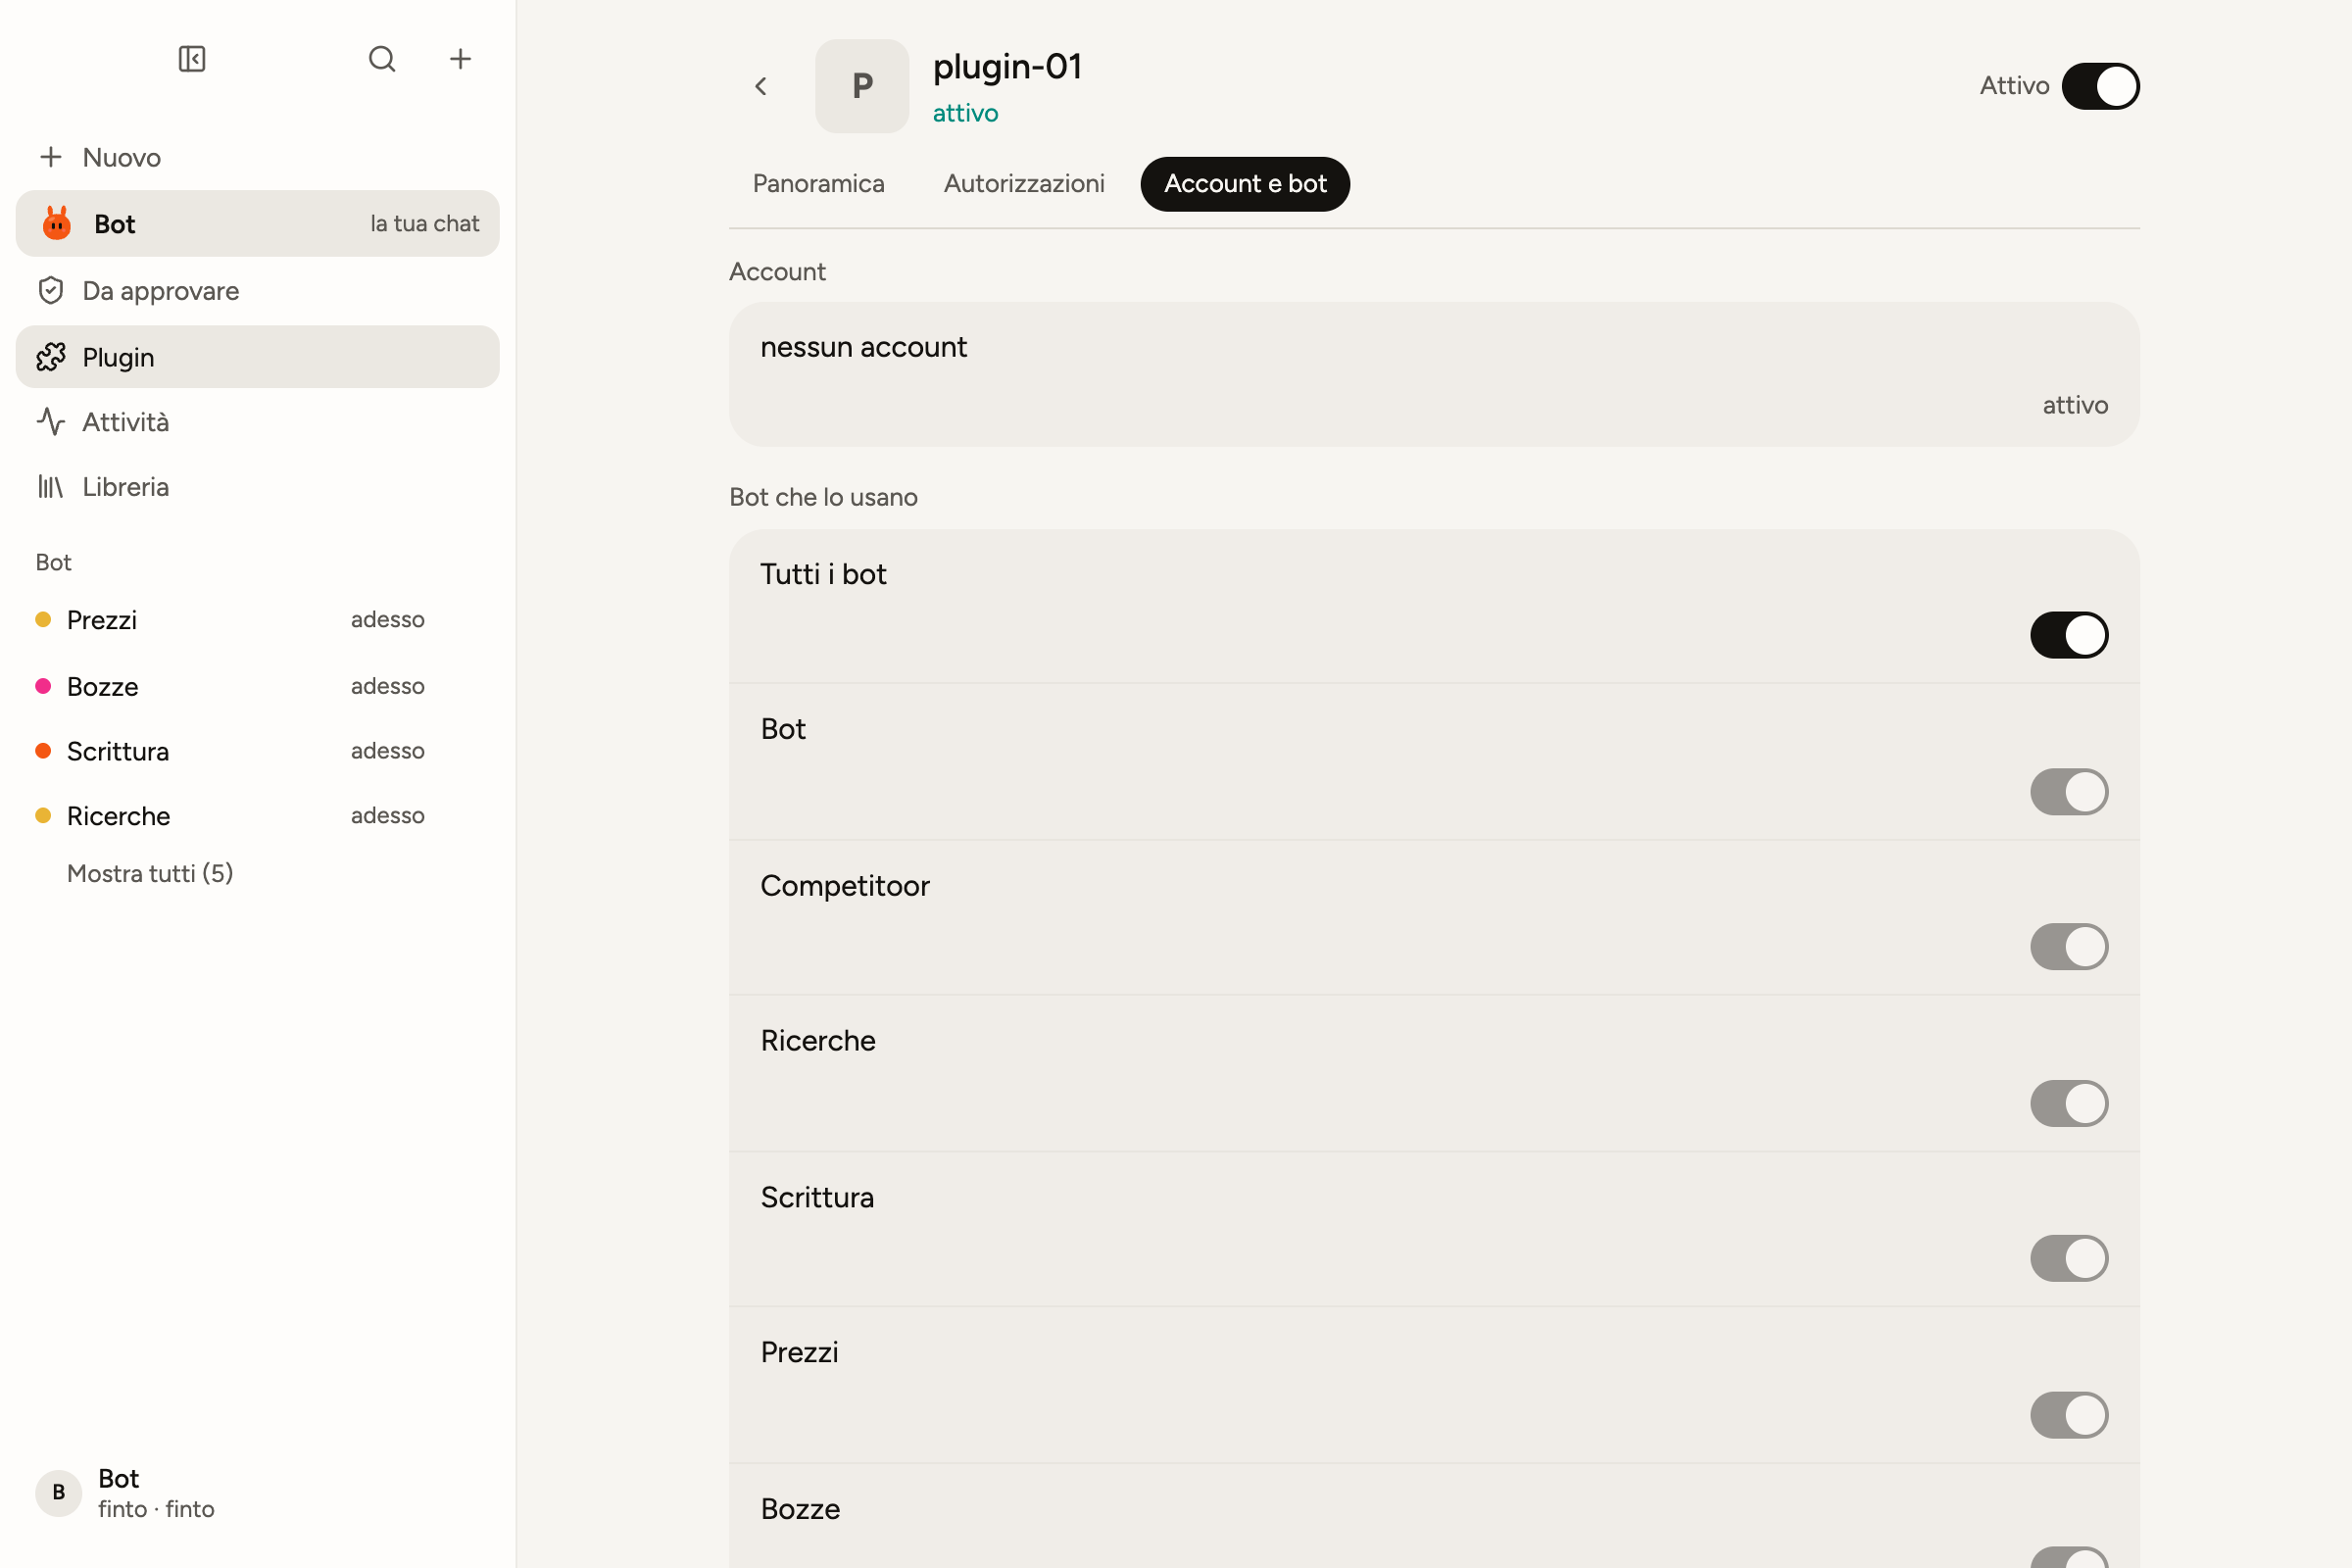 Nuovo
Bot la tua chat
Da approvare
Plugin
Attività
Libreria
Bot
Prezzi adesso
Bozze adesso
Scrittura adesso
Ricerche adesso
Mostra tutti (5)
B
Bot
finto · finto
P
plugin-01
attivo
Attivo
Panoramica Autorizzazioni Account e bot
Account
nessun account
attivo
Bot che lo usano
Tutti i bot
Bot
Competitoor
Ricerche
Scrittura
Prezzi
Bozze